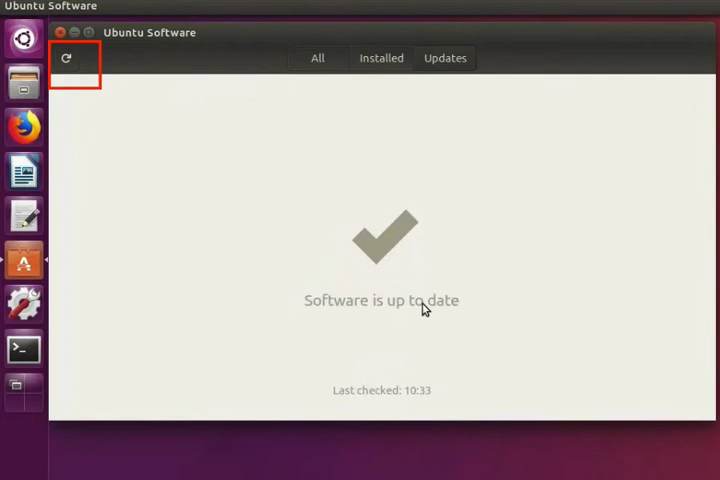 Ubuntu Software
Ubuntu Software
All Installed Updates
Software is up to date
Last checked: 10:33